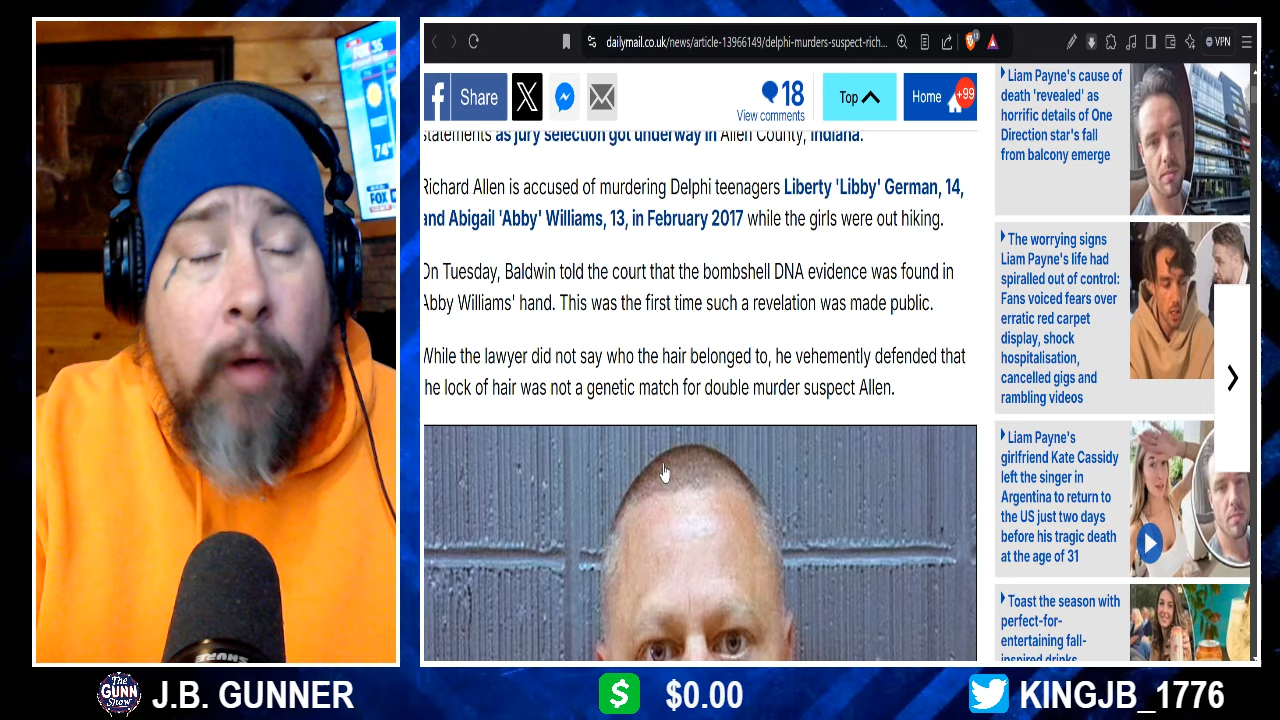 FOX 35
74°
FOX
dailymail.co.uk/news/article-13966149/delphi-murders-suspect-rich...
VPN
Share
18
View comments
Top
Home
+99
statements as jury selection got underway in Allen County, Indiana.
Richard Allen is accused of murdering Delphi teenagers Liberty 'Libby' German, 14,
and Abigail 'Abby' Williams, 13, in February 2017 while the girls were out hiking.
On Tuesday, Baldwin told the court that the bombshell DNA evidence was found in
Abby Williams' hand. This was the first time such a revelation was made public.
While the lawyer did not say who the hair belonged to, he vehemently defended that
he lock of hair was not a genetic match for double murder suspect Allen.
Liam Payne's cause of
death 'revealed' as
horrific details of One
Direction star's fall
from balcony emerge
The worrying signs
Liam Payne's life had
spiralled out of control:
Fans voiced fears over
erratic red carpet
display, shock
hospitalisation,
cancelled gigs and
rambling videos
Liam Payne's
girlfriend Kate Cassidy
left the singer in
Argentina to return to
the US just two days
before his tragic death
at the age of 31
Toast the season with
perfect-for-
entertaining fall-
inspired drinks
SHURE
The
GUNN
Show
J.B. GUNNER
$
$0.00
KINGJB_1776